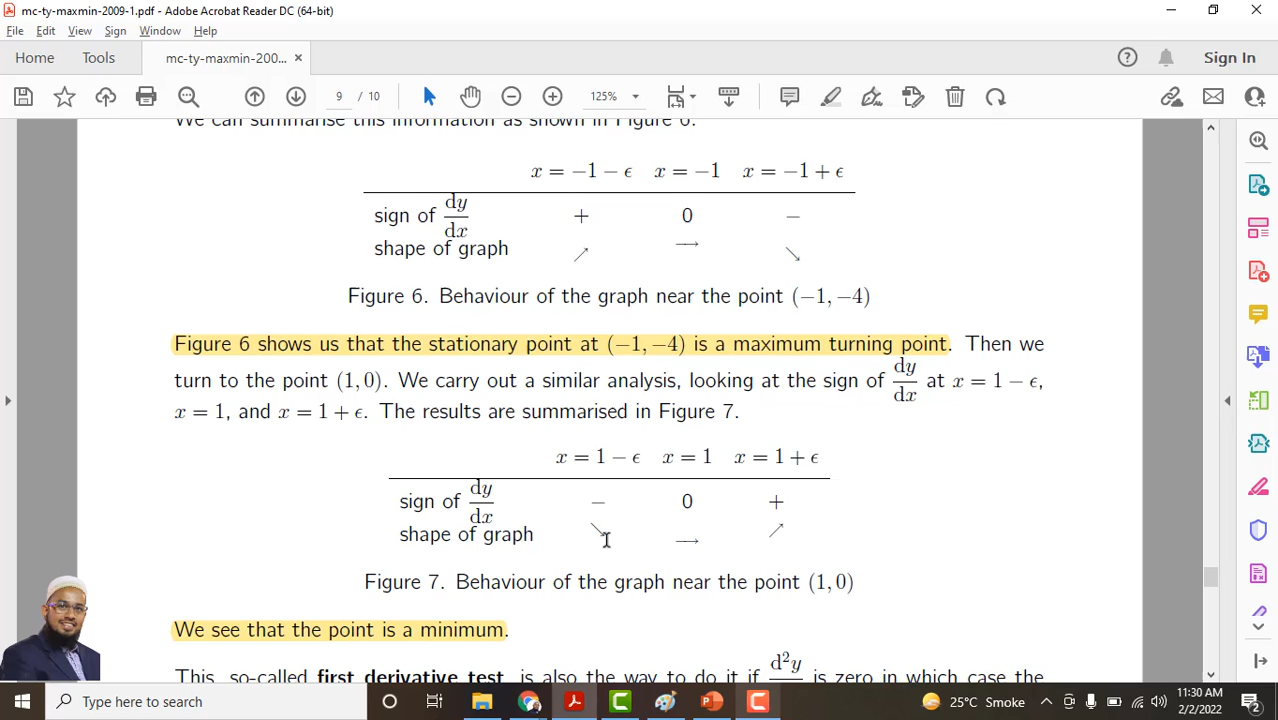 mc-ty-maxmin-2009-1.pdf - Adobe Acrobat Reader DC (64-bit)
File Edit View Sign Window Help
Home Tools mc-ty-maxmin-200... × Sign In
9 / 10 125%
We can summarise this information as shown in Figure 6.
x = −1 − ϵ x = −1 x = −1 + ϵ
sign of dy/dx + 0 −
shape of graph ↗ → ↘
Figure 6. Behaviour of the graph near the point (−1, −4)
Figure 6 shows us that the stationary point at (−1, −4) is a maximum turning point. Then we
turn to the point (1, 0). We carry out a similar analysis, looking at the sign of dy/dx at x = 1 − ϵ,
x = 1, and x = 1 + ϵ. The results are summarised in Figure 7.
x = 1 − ϵ x = 1 x = 1 + ϵ
sign of dy/dx − 0 +
shape of graph ↘ → ↗
Figure 7. Behaviour of the graph near the point (1, 0)
We see that the point is a minimum.
This so-called first derivative test is also the way to do it if d²y is zero in which case the
Type here to search 25°C Smoke 11:30 AM
2/2/2022 2